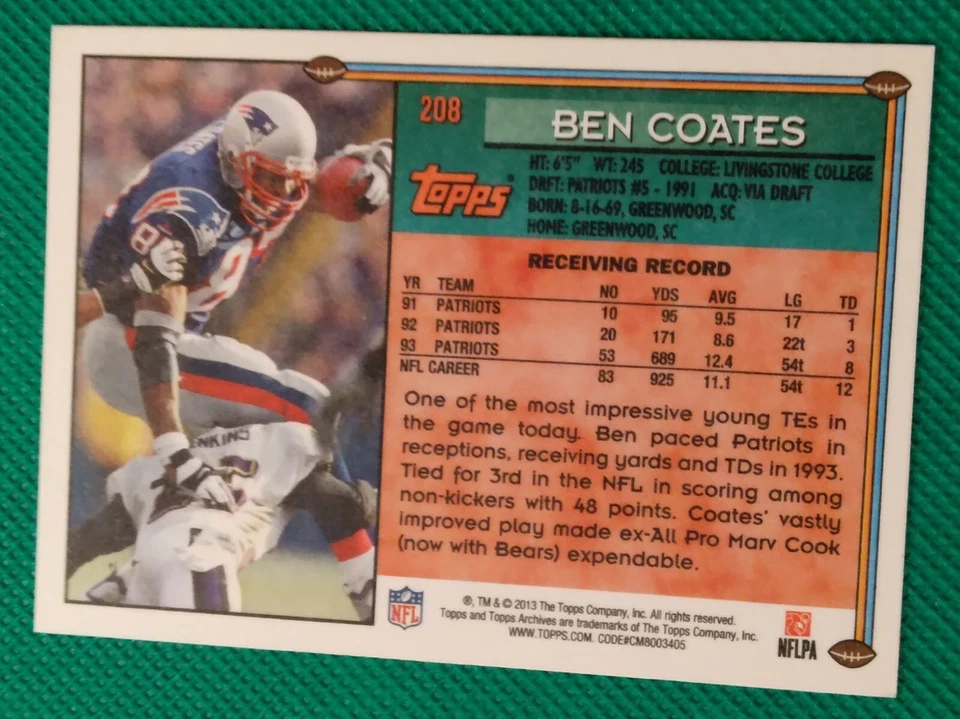 208
BEN COATES
Topps®
HT: 6'5" WT: 245 COLLEGE: LIVINGSTONE COLLEGE
DRFT: PATRIOTS #5 - 1991 ACQ: VIA DRAFT
BORN: 8-16-69, GREENWOOD, SC
HOME: GREENWOOD, SC
RECEIVING RECORD
YR TEAM NO YDS AVG LG TD
91 PATRIOTS 10 95 9.5 17 1
92 PATRIOTS 20 171 8.6 22t 3
93 PATRIOTS 53 689 12.4 54t 8
NFL CAREER 83 925 11.1 54t 12
One of the most impressive young TEs in
the game today. Ben paced Patriots in
receptions, receiving yards and TDs in 1993.
Tied for 3rd in the NFL in scoring among
non-kickers with 48 points. Coates' vastly
improved play made ex-All Pro Marv Cook
(now with Bears) expendable.
NFL
®, TM & © 2013 The Topps Company, Inc. All rights reserved.
Topps and Topps Archives are trademarks of The Topps Company, Inc.
WWW.TOPPS.COM. CODE#CM8003405
NFLPA
8
NKINS